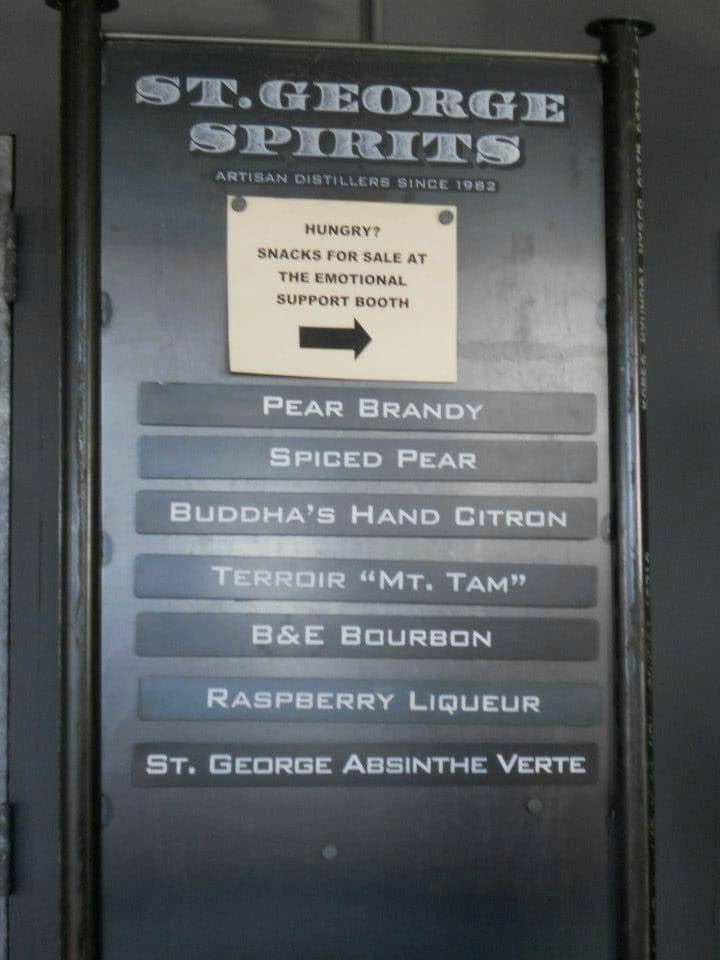 ST. GEORGE
SPIRITS
ARTISAN DISTILLERS SINCE 1982
HUNGRY?
SNACKS FOR SALE AT
THE EMOTIONAL
SUPPORT BOOTH
PEAR BRANDY
SPICED PEAR
BUDDHA'S HAND CITRON
TERROIR “MT. TAM”
B&E BOURBON
RASPBERRY LIQUEUR
ST. GEORGE ABSINTHE VERTE